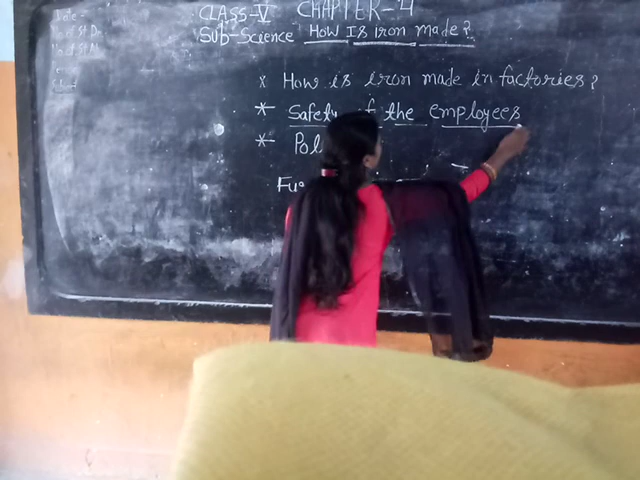 Date -
CLASS-V CHAPTER-4
Sub-Science How Is iron made?
x How is iron made in factories?
* Safety of the employees
* Pol
Fu